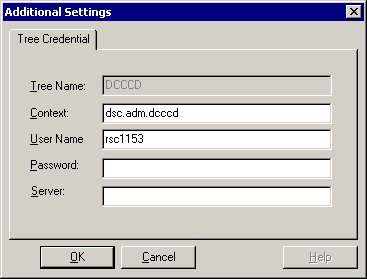 Additional Settings
Tree Credential
Tree Name: DCCCD
Context: dsc.adm.dcccd
User Name rsc1153
Password:
Server:
OK Cancel Help